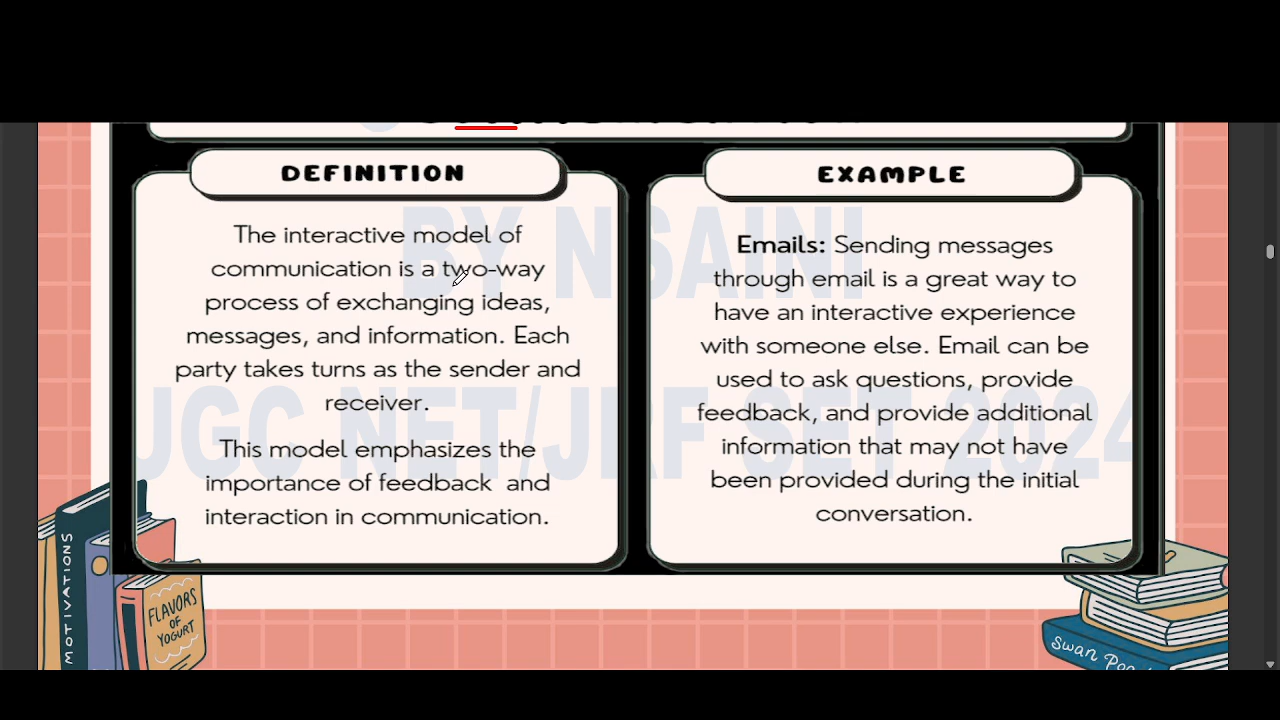 DEFINITION
The interactive model of
communication is a two-way
process of exchanging ideas,
messages, and information. Each
party takes turns as the sender and
receiver.
This model emphasizes the
importance of feedback and
interaction in communication.
EXAMPLE
Emails: Sending messages
through email is a great way to
have an interactive experience
with someone else. Email can be
used to ask questions, provide
feedback, and provide additional
information that may not have
been provided during the initial
conversation.
BY NSAINI
UGC NET/JRF SET 2024
MOTIVATIONS
FLAVORS
OF
YOGURT
Swan